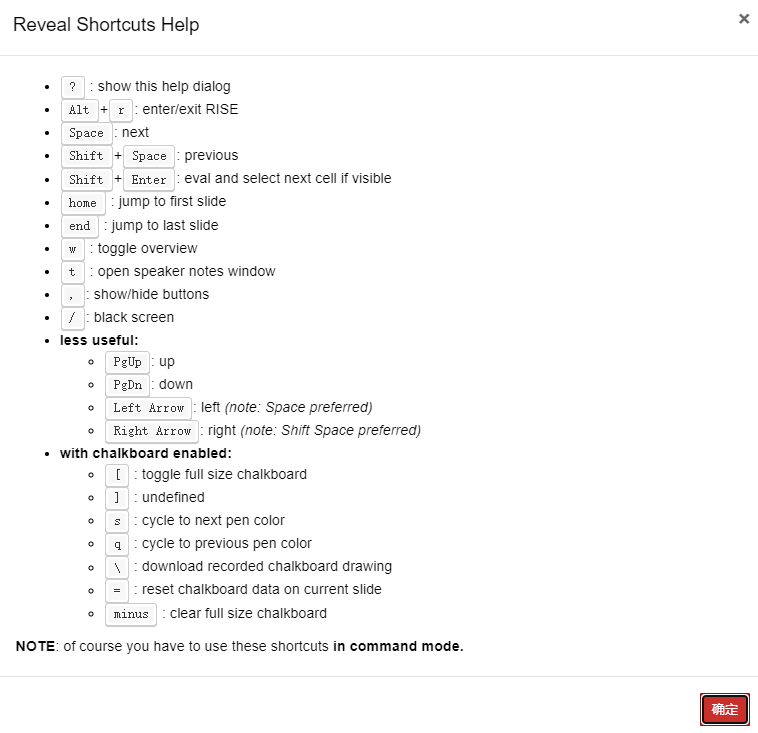 Reveal Shortcuts Help
×
? : show this help dialog
Alt + r : enter/exit RISE
Space : next
Shift + Space : previous
Shift + Enter : eval and select next cell if visible
home : jump to first slide
end : jump to last slide
w : toggle overview
t : open speaker notes window
, : show/hide buttons
/ : black screen
less useful:
PgUp : up
PgDn : down
Left Arrow : left (note: Space preferred)
Right Arrow : right (note: Shift Space preferred)
with chalkboard enabled:
[ : toggle full size chalkboard
] : undefined
s : cycle to next pen color
q : cycle to previous pen color
\ : download recorded chalkboard drawing
= : reset chalkboard data on current slide
minus : clear full size chalkboard
NOTE: of course you have to use these shortcuts in command mode.
确定